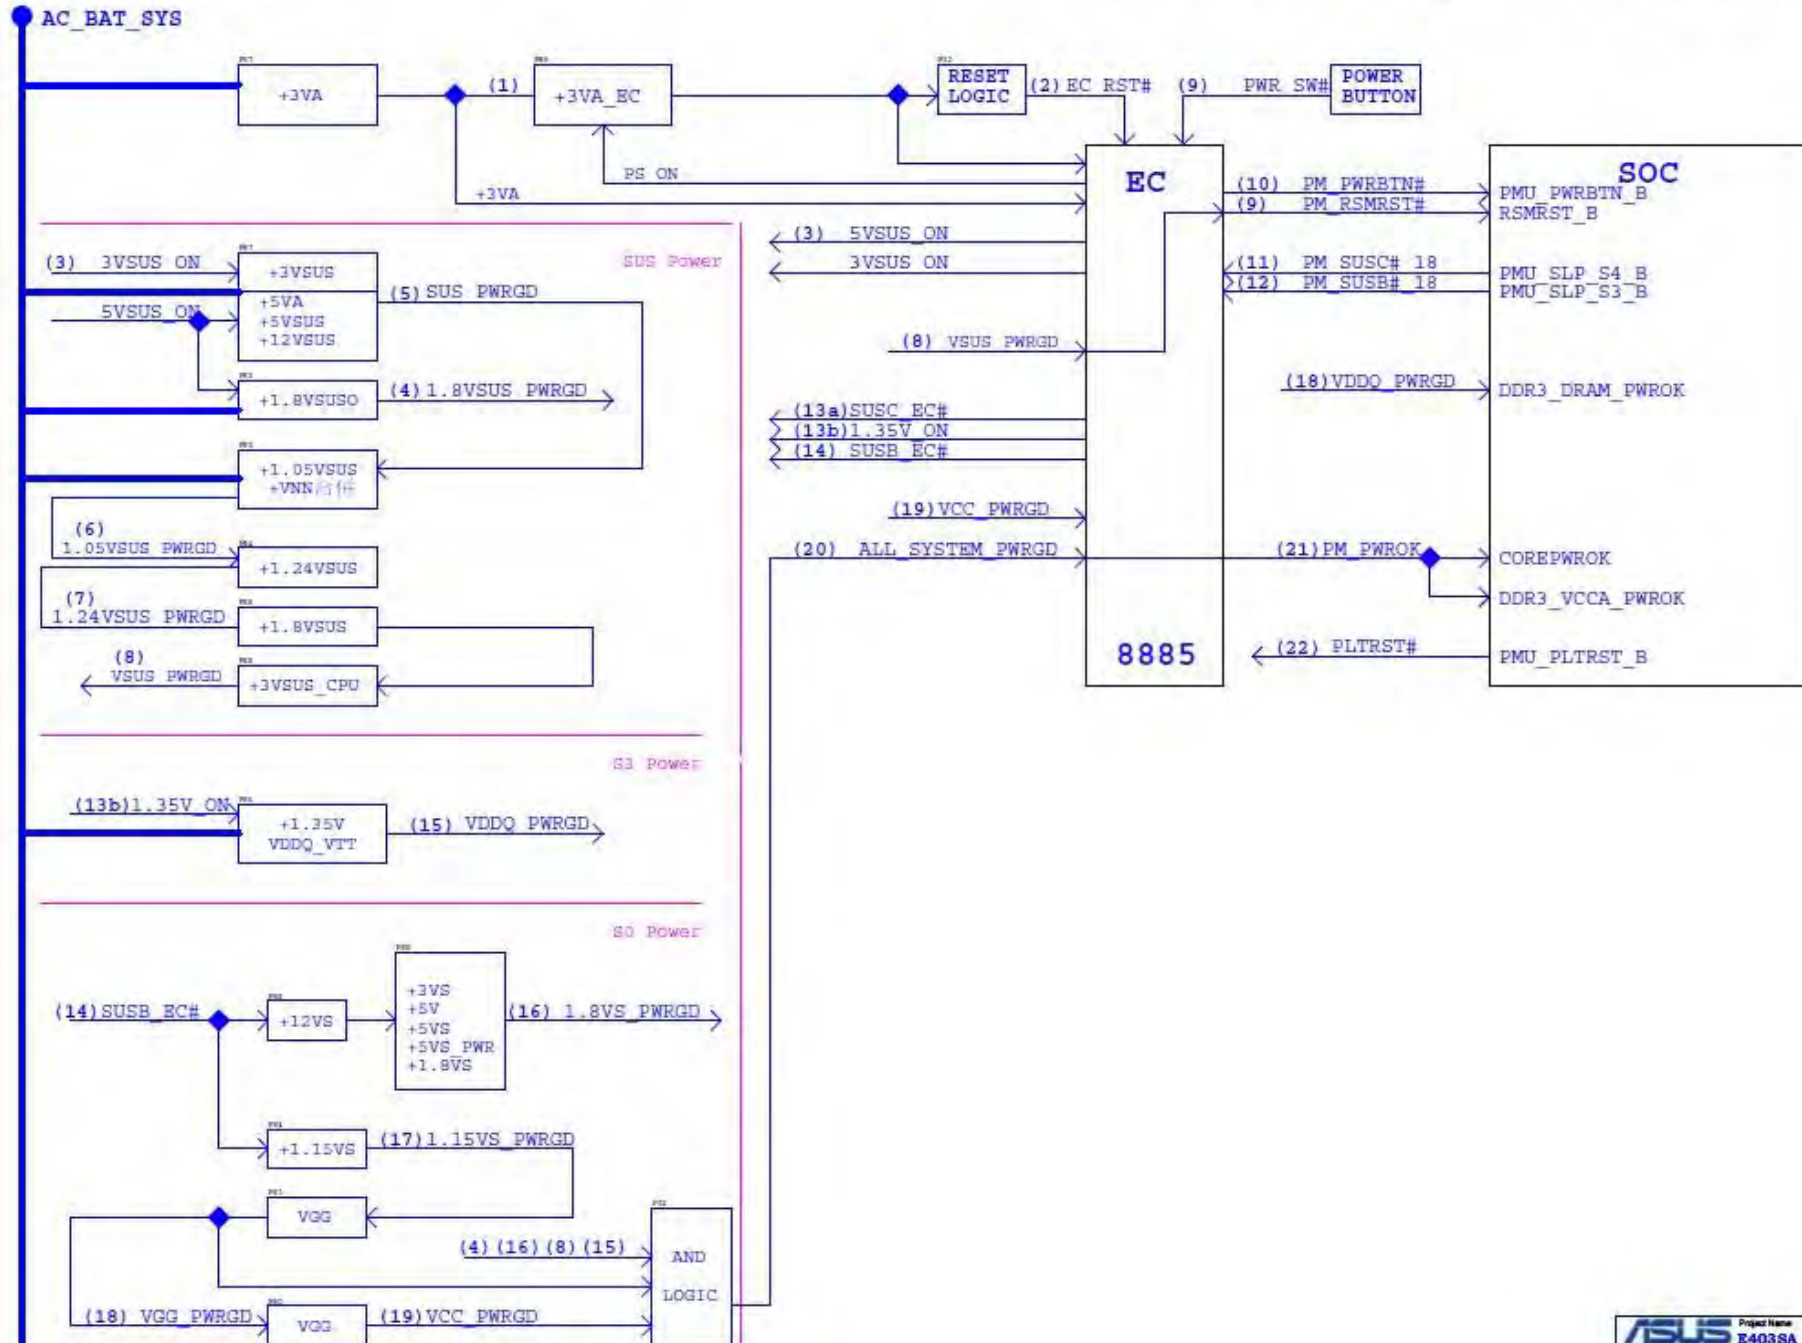 AC_BAT_SYS
+3VA
(1)
+3VA_EC
RESET
LOGIC
(2) EC_RST#
(9) PWR_SW#
POWER
BUTTON
PS_ON
+3VA
EC
8885
SOC
(10) PM_PWRBTN#
(9) PM_RSMRST#
PMU_PWRBTN_B
RSMRST_B
(3) 5VSUS_ON
3VSUS_ON
(11) PM_SUSC#_18
(12) PM_SUSB#_18
PMU_SLP_S4_B
PMU_SLP_S3_B
(8) VSUS_PWRGD
(18)VDDQ_PWRGD
DDR3_DRAM_PWROK
(13a)SUSC_EC#
(13b)1.35V_ON
(14) SUSB_EC#
(19)VCC_PWRGD
(20) ALL_SYSTEM_PWRGD
(21)PM_PWROK
COREPWROK
DDR3_VCCA_PWROK
(22) PLTRST#
PMU_PLTRST_B
SUS Power
(3) 3VSUS_ON
+3VSUS
5VSUS_ON
+5VA
+5VSUS
+12VSUS
(5) SUS_PWRGD
+1.8VSUSO
(4)1.8VSUS_PWRGD
+1.05VSUS
+VNN
(6)
1.05VSUS_PWRGD
+1.24VSUS
(7)
1.24VSUS_PWRGD
+1.8VSUS
(8)
VSUS_PWRGD
+3VSUS_CPU
S3 Power
(13b)1.35V_ON
+1.35V
VDDQ_VTT
(15) VDDQ_PWRGD
S0 Power
(14)SUSB_EC#
+12VS
+3VS
+5V
+5VS
+5VS_PWR
+1.8VS
(16) 1.8VS_PWRGD
+1.15VS
(17)1.15VS_PWRGD
VGG
(4)(16)(8)(15)
AND
LOGIC
(18) VGG_PWRGD
VGG
(19)VCC_PWRGD
ASUS
Project Name
E403SA